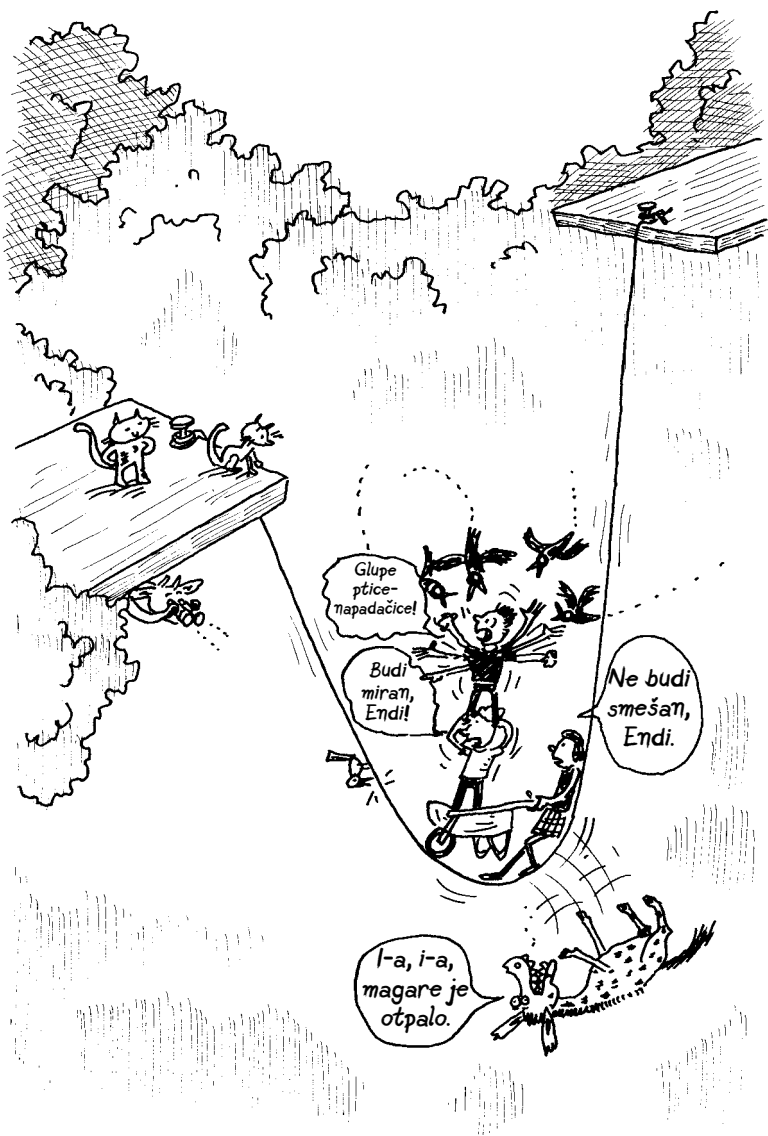 Glupe
ptice-
napadačice!
Budi
miran,
Endi!
Ne budi
smešan,
Endi.
I-a, i-a,
magare je
otpalo.